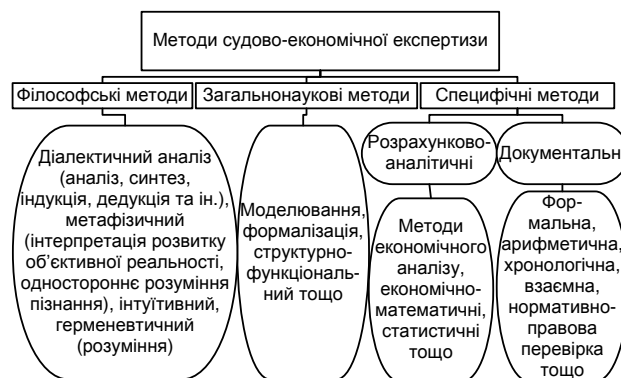 Методи судово-економічної експертизи
Філософські методи
Загальнонаукові методи
Специфічні методи
Діалектичний аналіз
(аналіз, синтез,
індукція, дедукція та ін.),
метафізичний
(інтерпретація розвитку
об’єктивної реальності,
одностороннє розуміння
пізнання), інтуїтивний,
герменевтичний
(розуміння)
Моделювання,
формалізація,
структурно-
функціональ-
ний тощо
Розрахунково-
аналітичні
Методи
економічного
аналізу,
економічно-
математичні,
статистичні
тощо
Документальн
Фор-
мальна,
арифметична,
хронологічна,
взаємна,
нормативно-
правова
перевірка
тощо